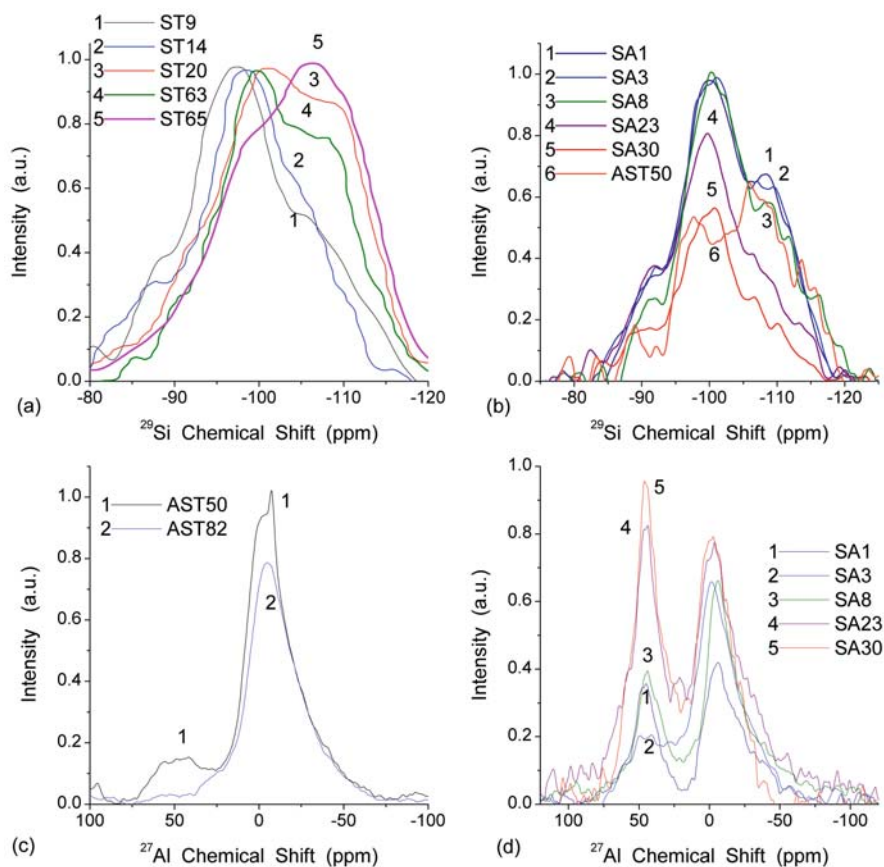 1 ST9
2 ST14
3 ST20
4 ST63
5 ST65
5
3
4
2
1
1.0
0.8
0.6
0.4
0.2
0.0
Intensity (a.u.)
-80 -90 -100 -110 -120
(a)
²⁹Si Chemical Shift (ppm)
1 SA1
2 SA3
3 SA8
4 SA23
5 SA30
6 AST50
4
1
2
5
3
6
1.0
0.8
0.6
0.4
0.2
0.0
Intensity (a.u.)
-75 -80 -85 -90 -95 -100 -105 -110 -115 -120
(b)
²⁹Si Chemical Shift (ppm)
1 AST50
2 AST82
1
2
1
1.0
0.8
0.6
0.4
0.2
0.0
Intensity (a.u.)
100 50 0 -50 -100
(c)
²⁷Al Chemical Shift (ppm)
5
4
3
1
2
1 SA1
2 SA3
3 SA8
4 SA23
5 SA30
1.0
0.8
0.6
0.4
0.2
0.0
Intensity (a.u.)
100 50 0 -50 -100
(d)
²⁷Al Chemical Shift (ppm)